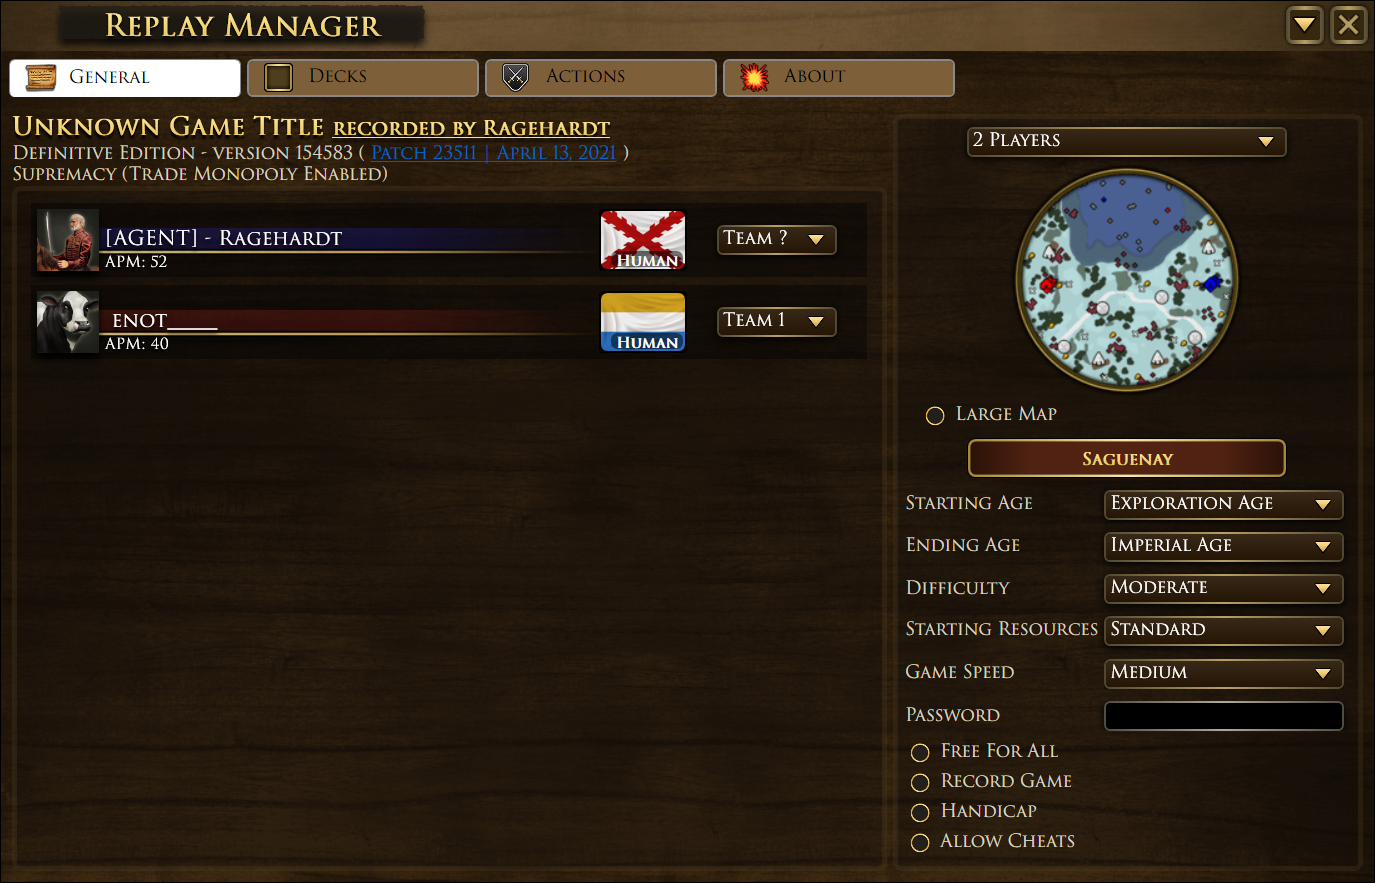 Replay Manager
General
Decks
Actions
About
Unknown Game Title recorded by Ragehardt
Definitive Edition - version 154583 ( Patch 23511 | April 13, 2021 )
Supremacy (Trade Monopoly Enabled)
[AGENT] - Ragehardt
APM: 52
Human
Team ?
ENOT_____
APM: 40
Human
Team 1
2 Players
Large Map
Saguenay
Starting Age Exploration Age
Ending Age Imperial Age
Difficulty Moderate
Starting Resources Standard
Game Speed Medium
Password
Free For All
Record Game
Handicap
Allow Cheats